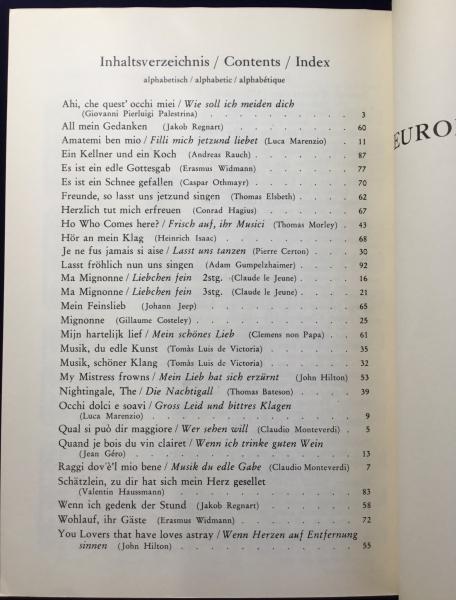 Inhaltsverzeichnis / Contents / Index
alphabetisch / alphabetic / alphabétique
Ahi, che quest' occhi miei / Wie soll ich meiden dich
(Giovanni Pierluigi Palestrina) . . . . . . . . . 3
All mein Gedanken (Jakob Regnart) . . . . . . . . . 60
Amatemi ben mio / Filli mich jetzund liebet (Luca Marenzio) . . 11
Ein Kellner und ein Koch (Andreas Rauch) . . . . . . . 87
Es ist ein edle Gottesgab (Erasmus Widmann) . . . . . . 77
Es ist ein Schnee gefallen (Caspar Othmayr) . . . . . . 70
Freunde, so lasst uns jetzund singen (Thomas Elsbeth) . . . . 62
Herzlich tut mich erfreuen (Conrad Hagius) . . . . . . 67
Ho Who Comes here? / Frisch auf, ihr Musici (Thomas Morley) . 43
Hör an mein Klag (Heinrich Isaac) . . . . . . . . . 68
Je ne fus jamais si aise / Lasst uns tanzen (Pierre Certon) . . . 30
Lasst fröhlich nun uns singen (Adam Gumpelzhaimer) . . . . 92
Ma Mignonne / Liebchen fein 2stg. (Claude le Jeune) . . . . 16
Ma Mignonne / Liebchen fein 3stg. (Claude le Jeune) . . . . 21
Mein Feinslieb (Johann Jeep) . . . . . . . . . . 65
Mignonne (Gillaume Costeley) . . . . . . . . . . 25
Mijn hartelijk lief / Mein schönes Lieb (Clemens non Papa) . . 61
Musik, du edle Kunst (Tomàs Luis de Victoria) . . . . . 35
Musik, schöner Klang (Tomàs Luis de Victoria) . . . . . 32
My Mistress frowns / Mein Lieb hat sich erzürnt (John Hilton) . 53
Nightingale, The / Die Nachtigall (Thomas Bateson) . . . . 39
Occhi dolci e soavi / Gross Leid und bittres Klagen
(Luca Marenzio) . . . . . . . . . . . . . 9
Qual si può dir maggiore / Wer sehen will (Claudio Monteverdi) . 5
Quand je bois du vin clairet / Wenn ich trinke guten Wein
(Jean Géro) . . . . . . . . . . . . . . 13
Raggi dov'è'l mio bene / Musik du edle Gabe (Claudio Monteverdi) 7
Schätzlein, zu dir hat sich mein Herz gesellet
(Valentin Haussmann) . . . . . . . . . . . 83
Wenn ich gedenk der Stund (Jakob Regnart) . . . . . . 58
Wohlauf, ihr Gäste (Erasmus Widmann) . . . . . . . 72
You Lovers that have loves astray / Wenn Herzen auf Entfernung
sinnen (John Hilton) . . . . . . . . . . . 55